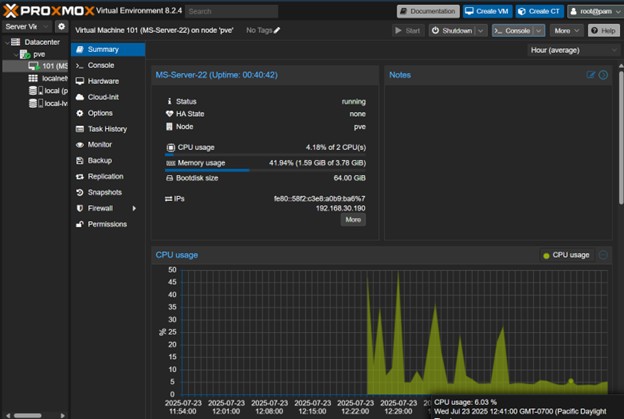 PROXMOX Virtual Environment 8.2.4 Search Documentation Create VM Create CT root@pam
Server Vi
Virtual Machine 101 (MS-Server-22) on node 'pve' No Tags Start Shutdown Console More Help
Datacenter
pve
101 (MS
localnet
local (p
local-lv
Summary
Console
Hardware
Cloud-Init
Options
Task History
Monitor
Backup
Replication
Snapshots
Firewall
Permissions
Hour (average)
MS-Server-22 (Uptime: 00:40:42)
Status running
HA State none
Node pve
CPU usage 4.18% of 2 CPU(s)
Memory usage 41.94% (1.59 GiB of 3.78 GiB)
Bootdisk size 64.00 GiB
IPs fe80::58f2:c3e8:a0b9:ba6%7
192.168.30.190
More
Notes
CPU usage
CPU usage
50
45
40
35
30
25
20
15
10
5
0
%
2025-07-23 2025-07-23 2025-07-23 2025-07-23 2025-07-23 2025-07-23
11:54:00 12:01:00 12:08:00 12:15:00 12:22:00 12:29:00
CPU usage: 6.03 %
Wed Jul 23 2025 12:41:00 GMT-0700 (Pacific Daylight